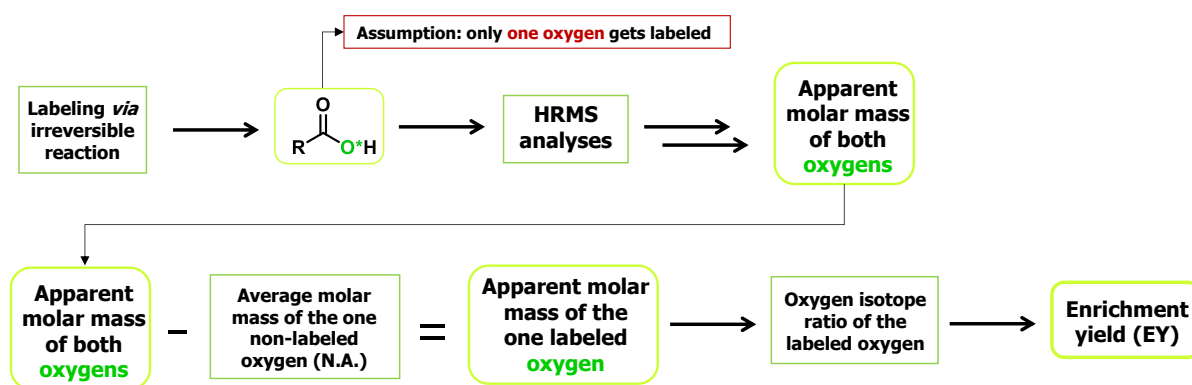 Assumption: only one oxygen gets labeled
Labeling via
irreversible
reaction
O
R
O*H
HRMS
analyses
Apparent
molar mass
of both
oxygens
Apparent
molar mass
of both
oxygens
–
Average molar
mass of the one
non-labeled
oxygen (N.A.)
=
Apparent molar
mass of the
one labeled
oxygen
Oxygen isotope
ratio of the
labeled oxygen
Enrichment
yield (EY)